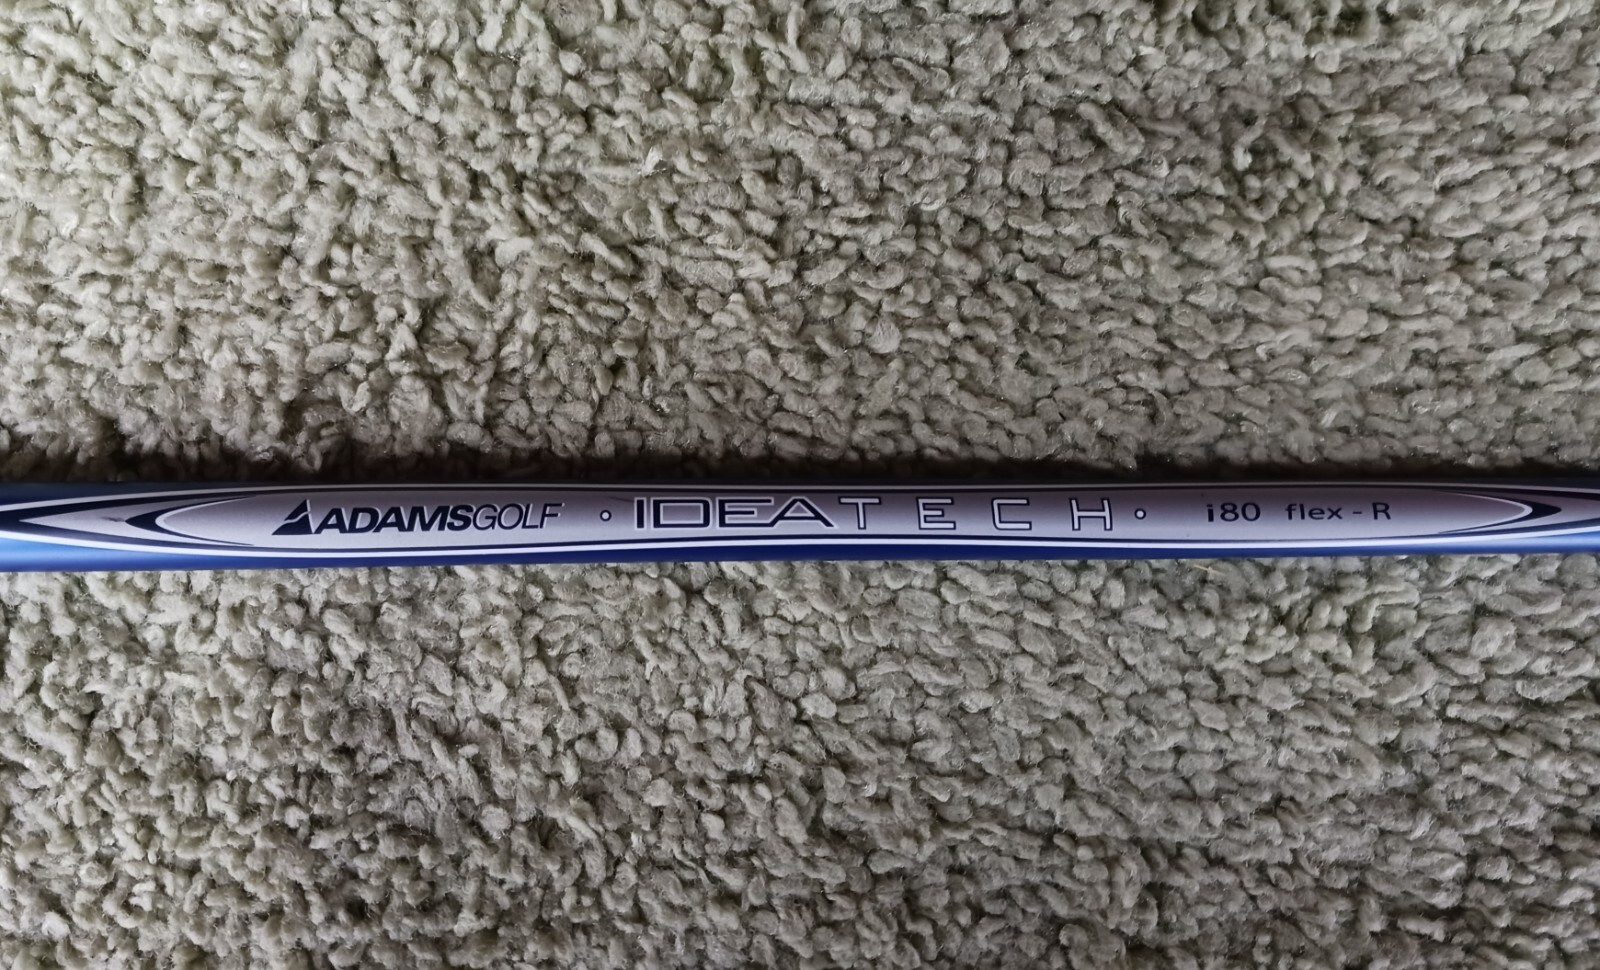 ADAMSGOLF · IDEATECH · i80 flex - R